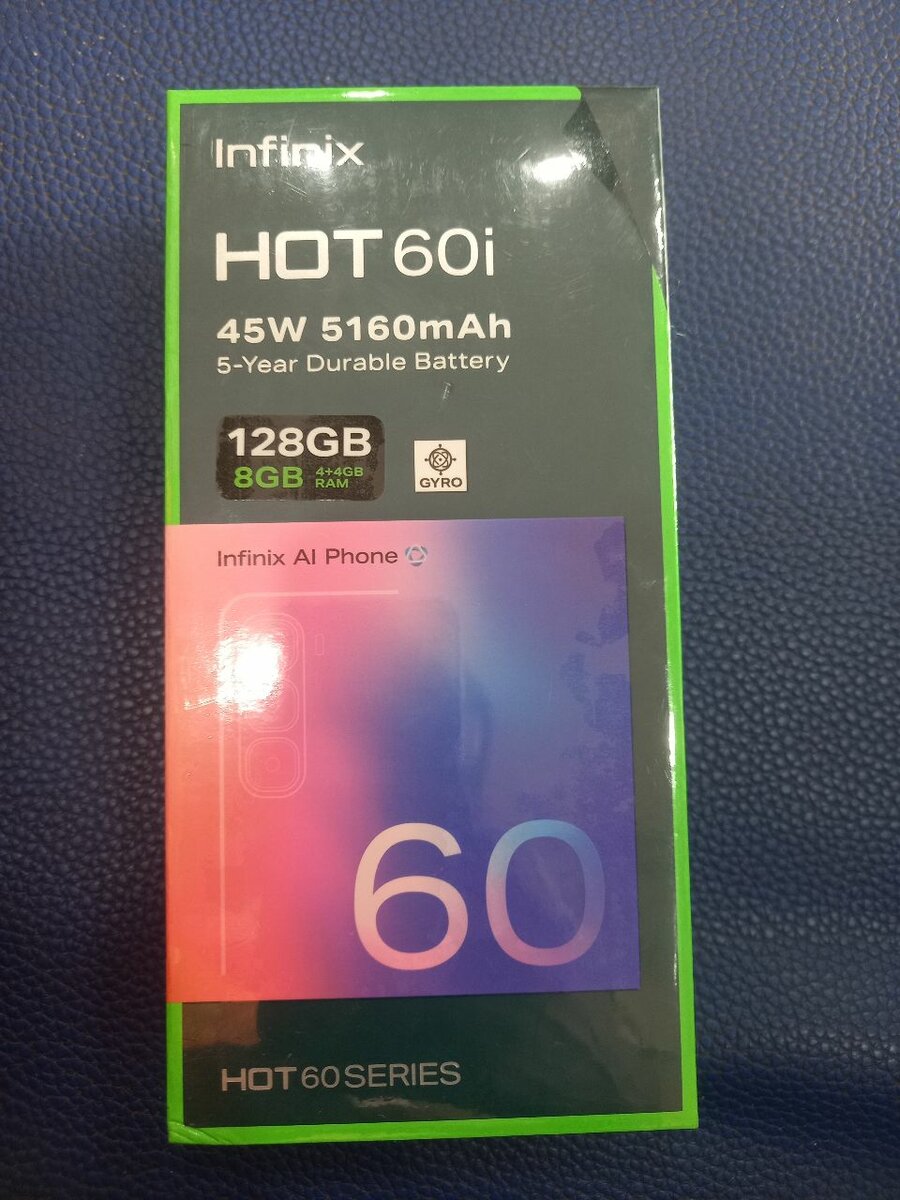 Infinix
HOT 60i
45W 5160mAh
5-Year Durable Battery
128GB
8GB 4+4GB RAM
GYRO
Infinix AI Phone
60
HOT 60 SERIES